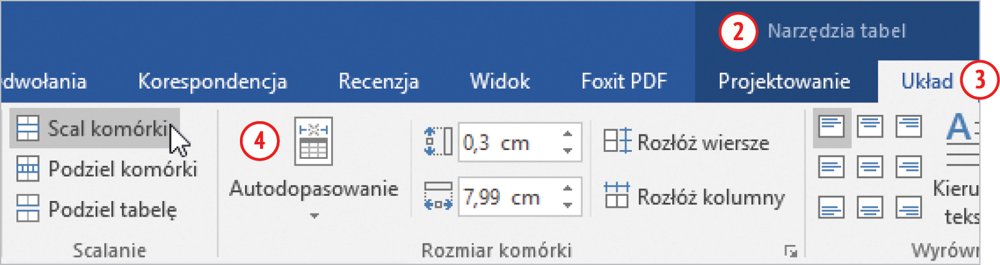 2 Narzędzia tabel
dwołania Korespondencja Recenzja Widok Foxit PDF Projektowanie Układ 3
Scal komórki 4 0,3 cm Rozłóż wiersze A
Podziel komórki
Autodopasowanie 7,99 cm Rozłóż kolumny Kieru
Podziel tabelę teks
Scalanie Rozmiar komórki Wyrówn